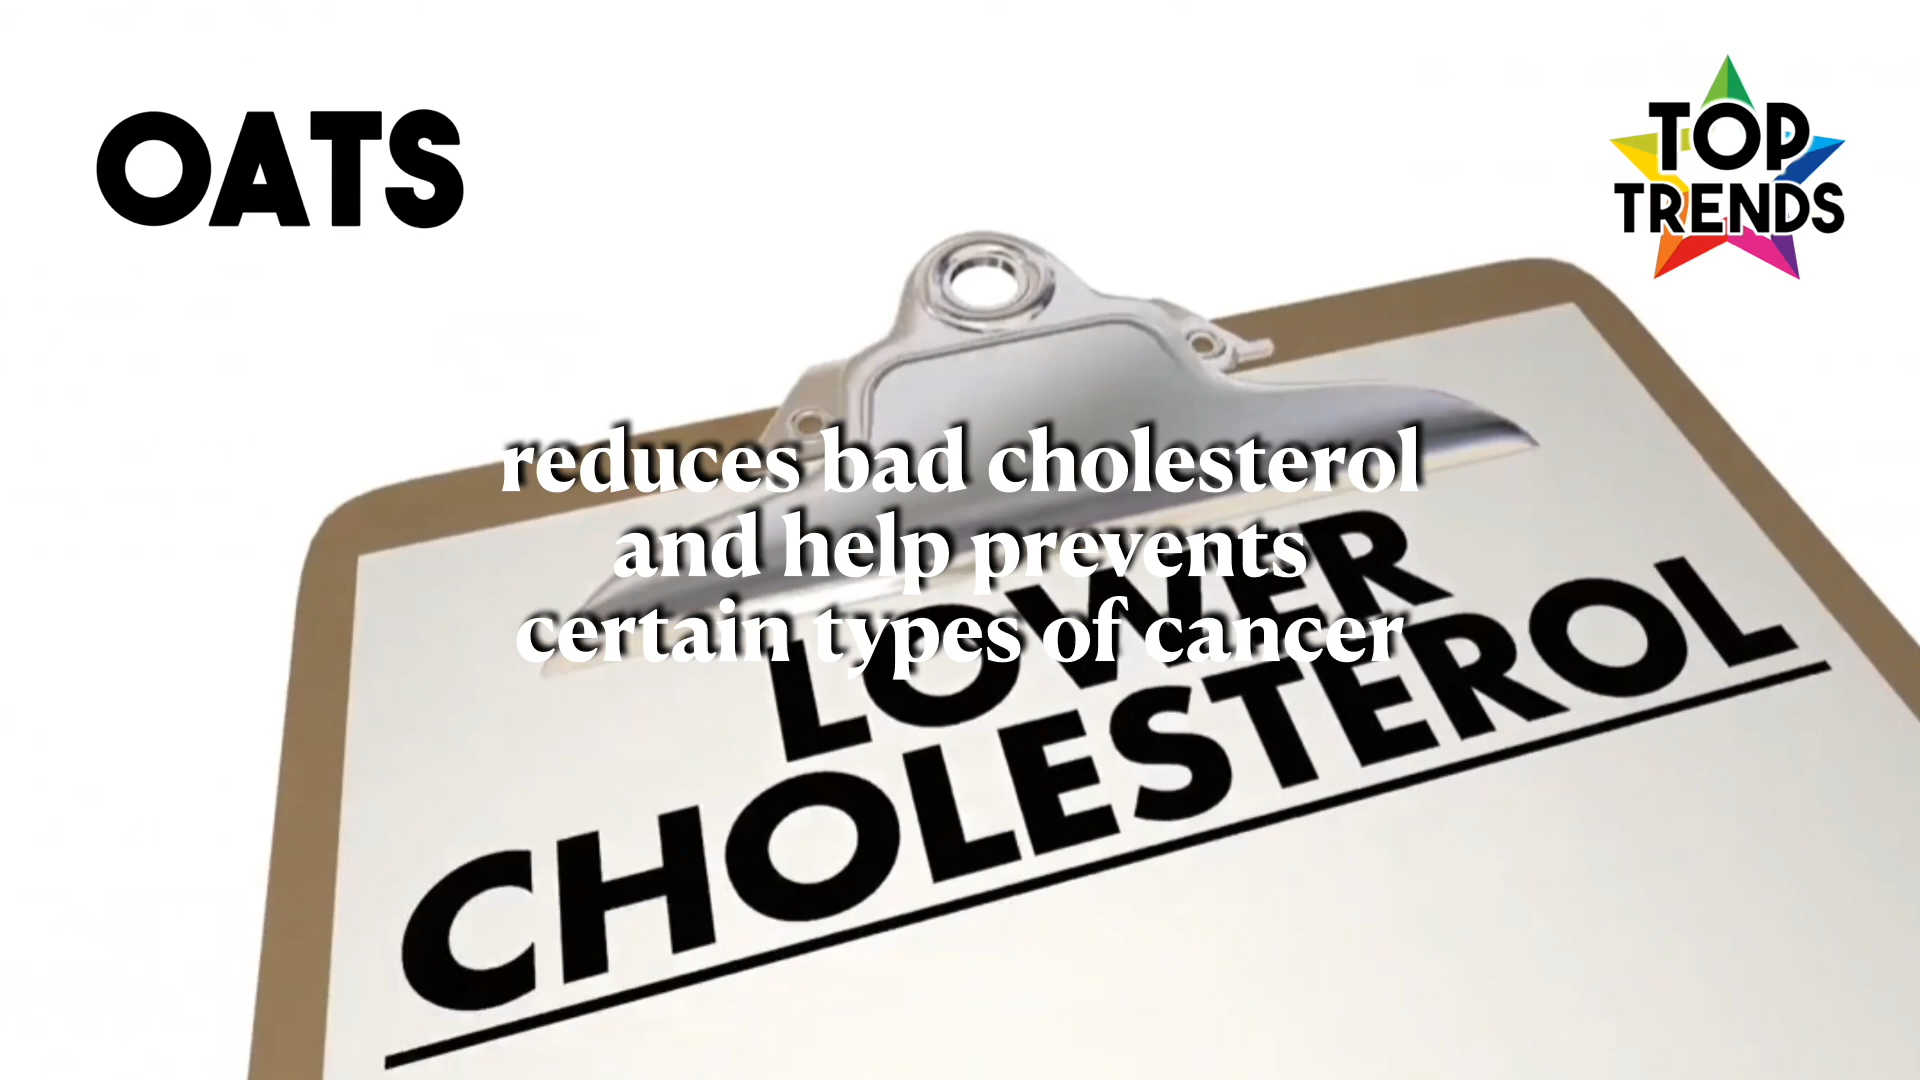 OATS
TOP
TRENDS
reduces bad cholesterol
and help prevents
certain types of cancer
LOWER
CHOLESTEROL